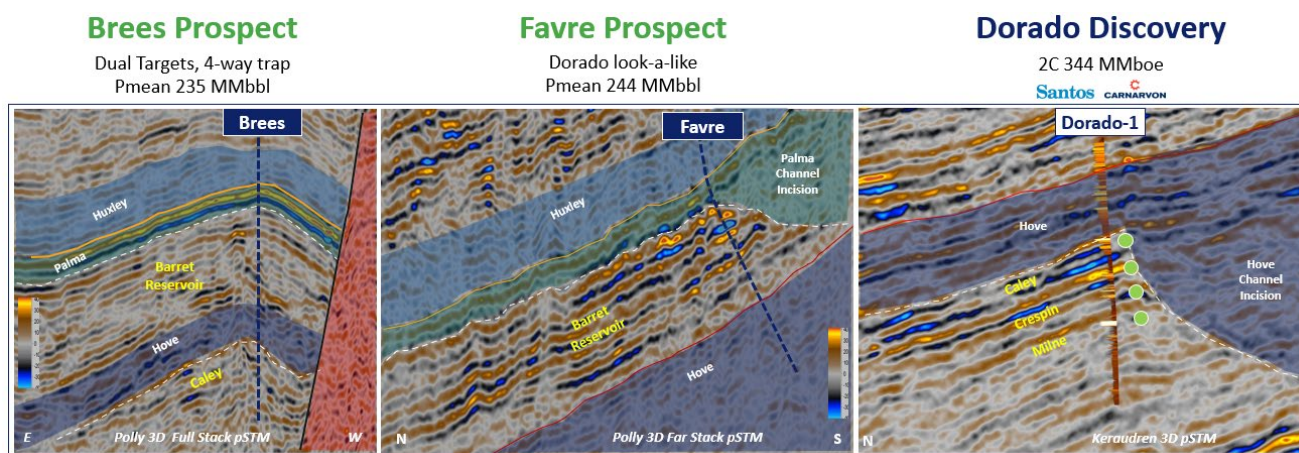 Brees Prospect
Dual Targets, 4-way trap
Pmean 235 MMbbl
Favre Prospect
Dorado look-a-like
Pmean 244 MMbbl
Dorado Discovery
2C 344 MMboe
Santos
CARNARVON
Brees
Huxley
Palma
Barret
Reservoir
Hove
Caley
E
Polly 3D Full Stack pSTM
W
Favre
Palma
Channel
Incision
Huxley
Barret
Reservoir
Hove
N
Polly 3D Far Stack pSTM
S
Dorado-1
Hove
Caley
Crespin
Milne
Hove
Channel
Incision
N
Keraudren 3D pSTM